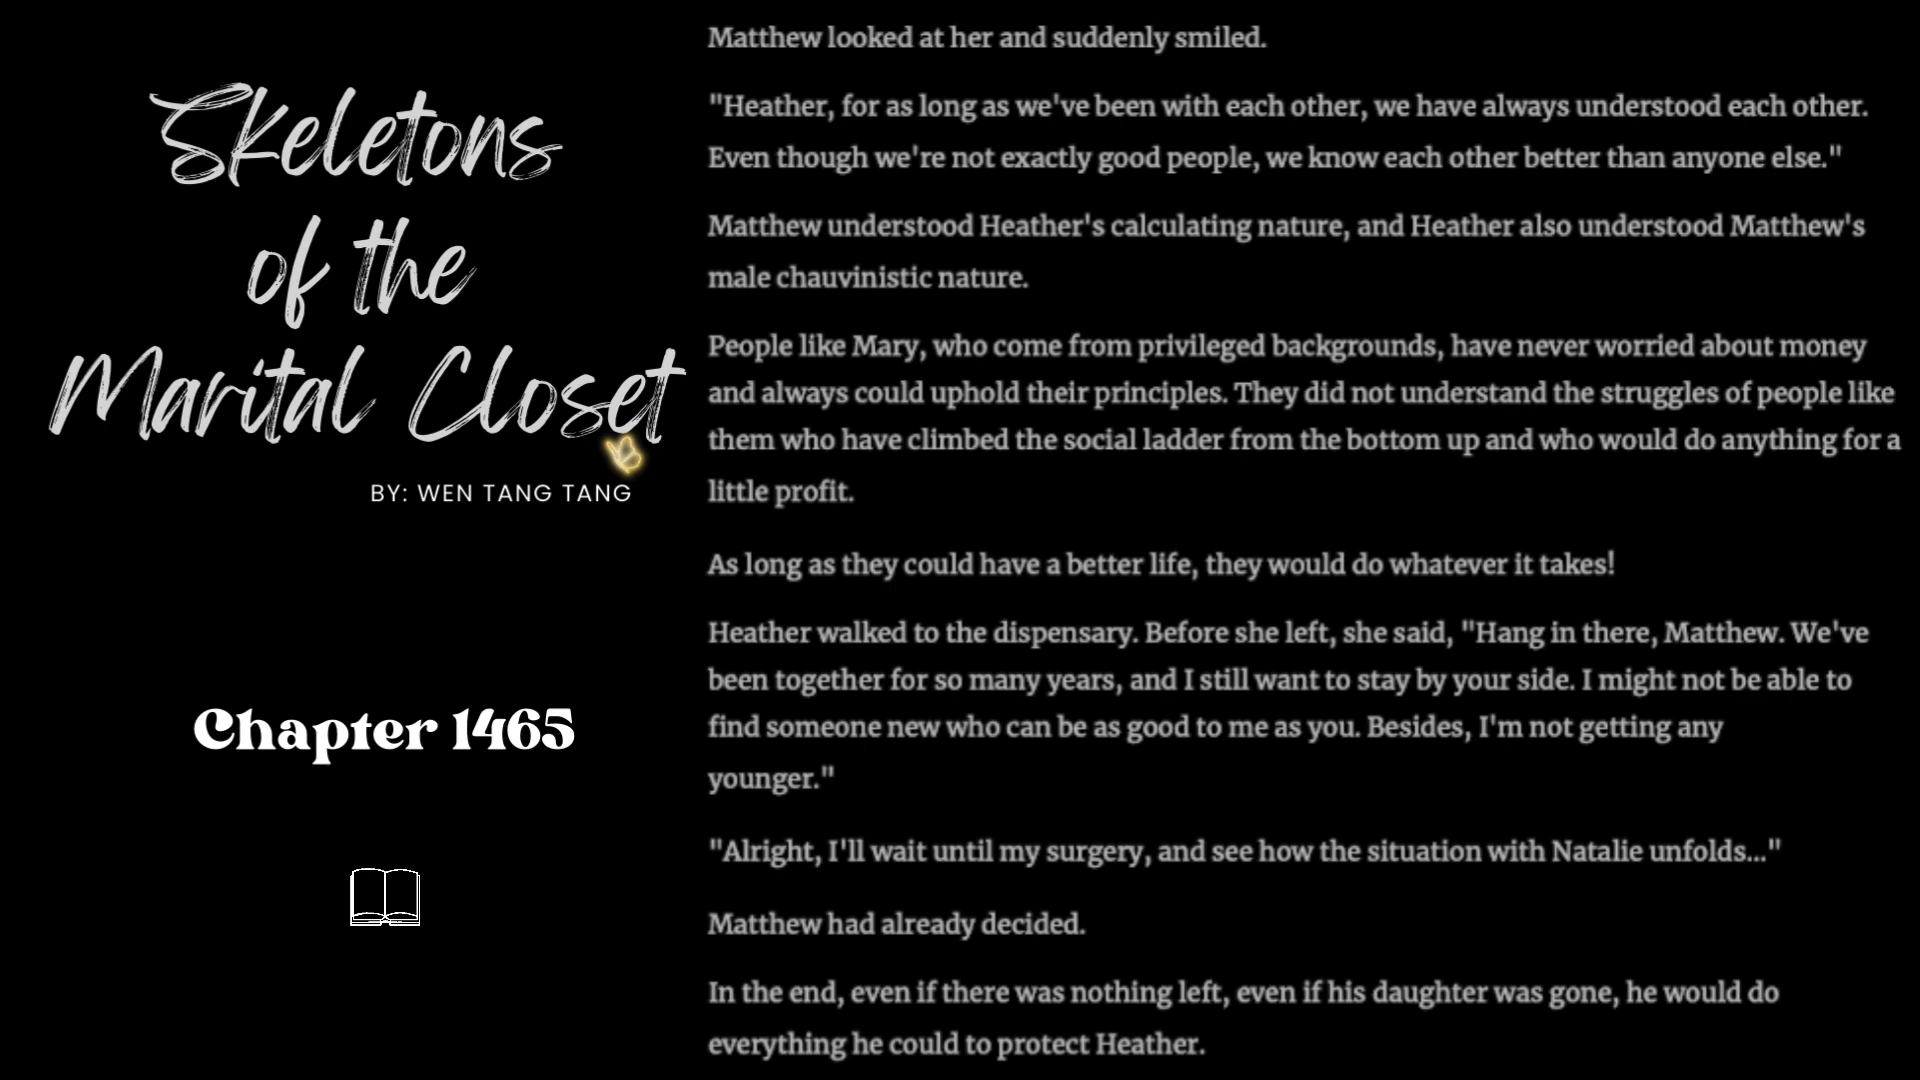 Skeletons
of the
Marital Closet
BY: WEN TANG TANG
Chapter 1465
Matthew looked at her and suddenly smiled.
"Heather, for as long as we've been with each other, we have always understood each other.
Even though we're not exactly good people, we know each other better than anyone else."
Matthew understood Heather's calculating nature, and Heather also understood Matthew's
male chauvinistic nature.
People like Mary, who come from privileged backgrounds, have never worried about money
and always could uphold their principles. They did not understand the struggles of people like
them who have climbed the social ladder from the bottom up and who would do anything for a
little profit.
As long as they could have a better life, they would do whatever it takes!
Heather walked to the dispensary. Before she left, she said, "Hang in there, Matthew. We've
been together for so many years, and I still want to stay by your side. I might not be able to
find someone new who can be as good to me as you. Besides, I'm not getting any
younger."
"Alright, I'll wait until my surgery, and see how the situation with Natalie unfolds..."
Matthew had already decided.
In the end, even if there was nothing left, even if his daughter was gone, he would do
everything he could to protect Heather.